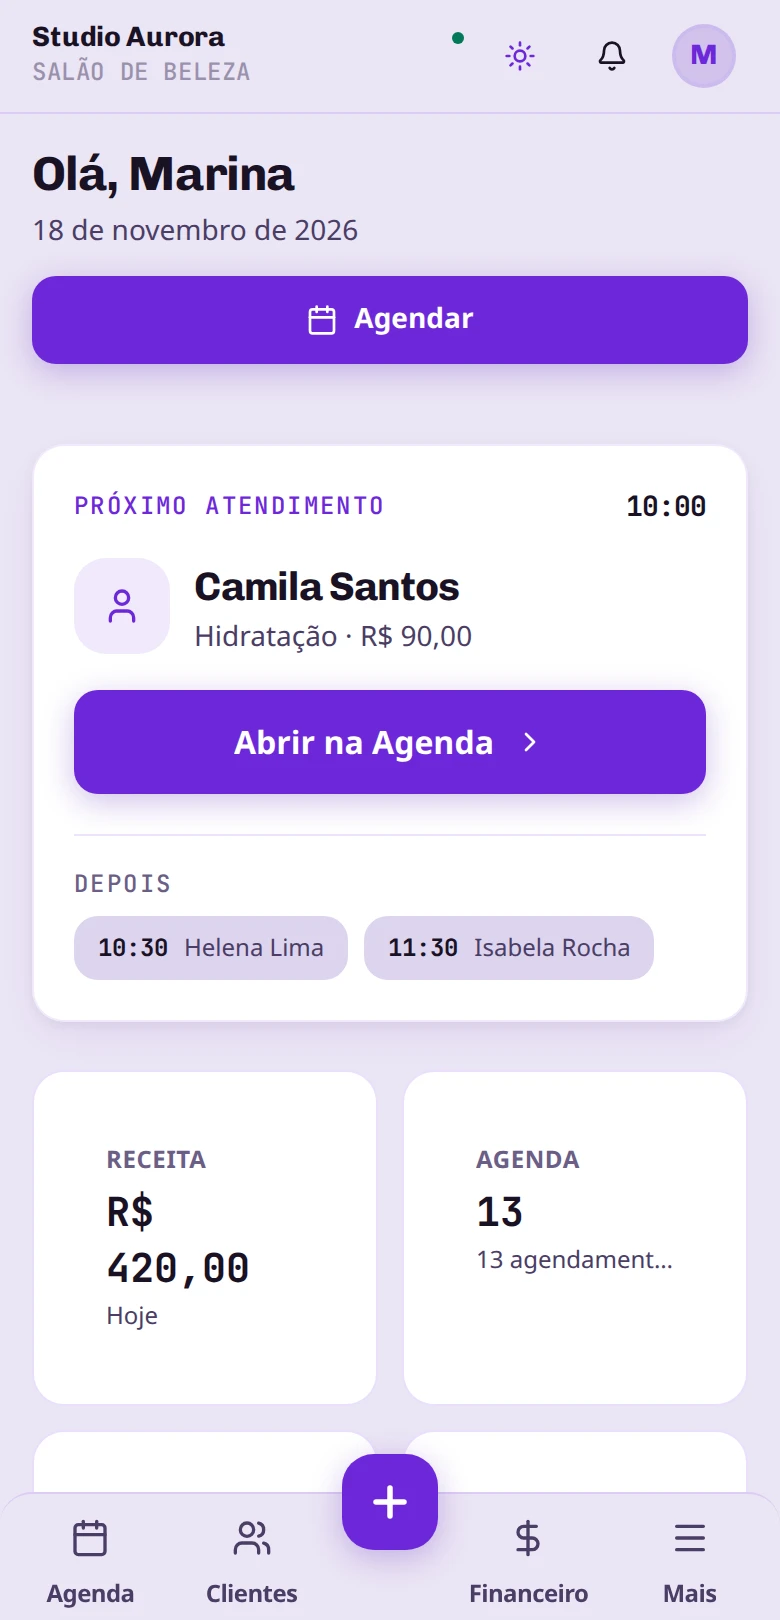 Studio Aurora
SALÃO DE BELEZA
M
Olá, Marina
18 de novembro de 2026
Agendar
PRÓXIMO ATENDIMENTO
10:00
Camila Santos
Hidratação · R$ 90,00
Abrir na Agenda
DEPOIS
10:30 Helena Lima
11:30 Isabela Rocha
RECEITA
R$
420,00
Hoje
AGENDA
13
13 agendament...
Agenda
Clientes
Financeiro
Mais